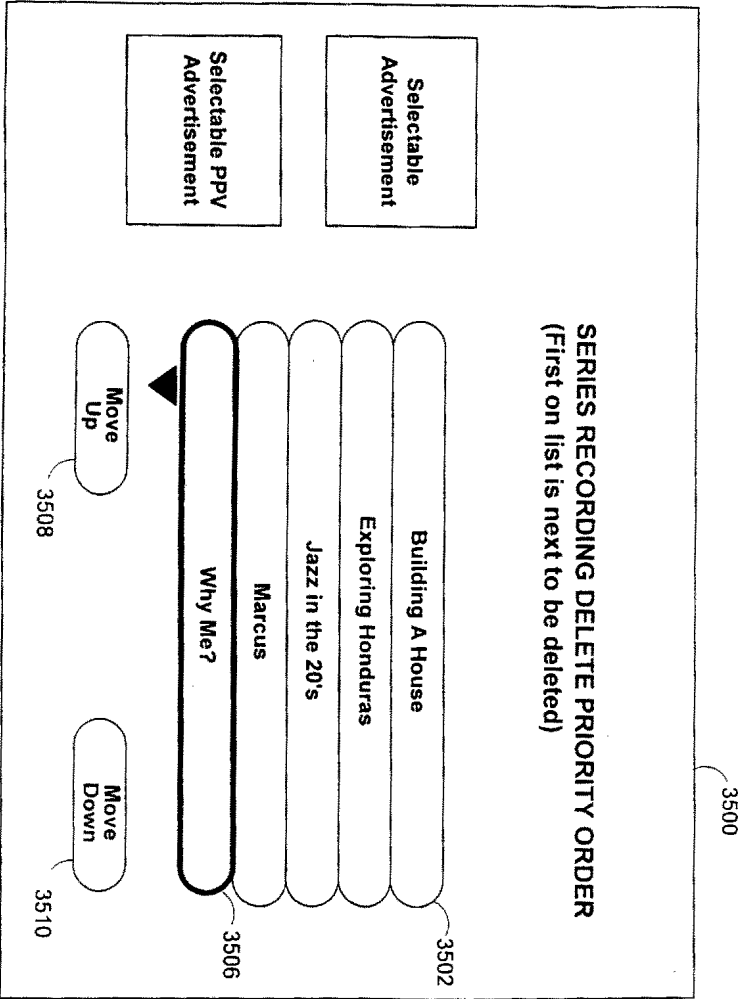 3500
SERIES RECORDING DELETE PRIORITY ORDER
(First on list is next to be deleted)
Selectable
Advertisement
Selectable PPV
Advertisement
Building A House
3502
Exploring Honduras
Jazz in the 20's
Marcus
Why Me?
3506
Move
Up
3508
Move
Down
3510